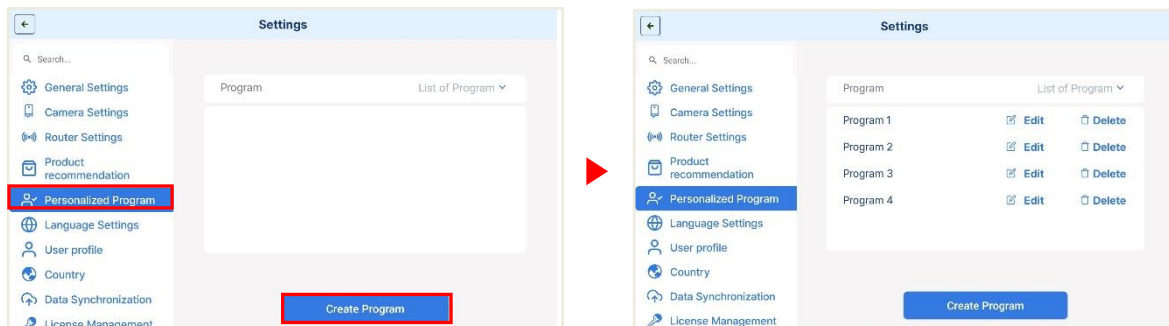 Settings
Search...
General Settings
Camera Settings
Router Settings
Product
recommendation
Personalized Program
Language Settings
User profile
Country
Data Synchronization
License Management
Program List of Program
Create Program
Settings
Search...
General Settings
Camera Settings
Router Settings
Product
recommendation
Personalized Program
Language Settings
User profile
Country
Data Synchronization
License Management
Program List of Program
Program 1 Edit Delete
Program 2 Edit Delete
Program 3 Edit Delete
Program 4 Edit Delete
Create Program